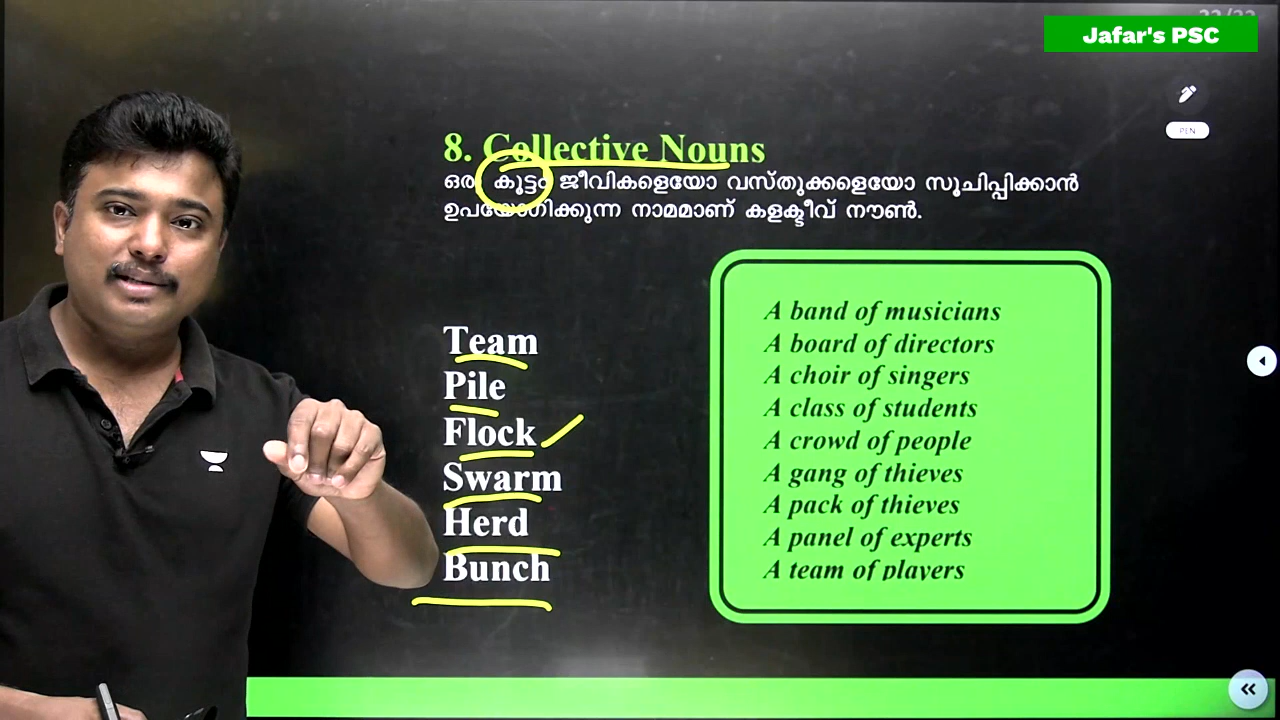 Jafar's PSC
PEN
8. Collective Nouns
ഒരു കൂട്ടം ജീവികളെയോ വസ്തുക്കളെയോ സൂചിപ്പിക്കാൻ
ഉപയോഗിക്കുന്ന നാമമാണ് കളക്ടീവ് നൗൺ.
Team
Pile
Flock
Swarm
Herd
Bunch
A band of musicians
A board of directors
A choir of singers
A class of students
A crowd of people
A gang of thieves
A pack of thieves
A panel of experts
A team of players